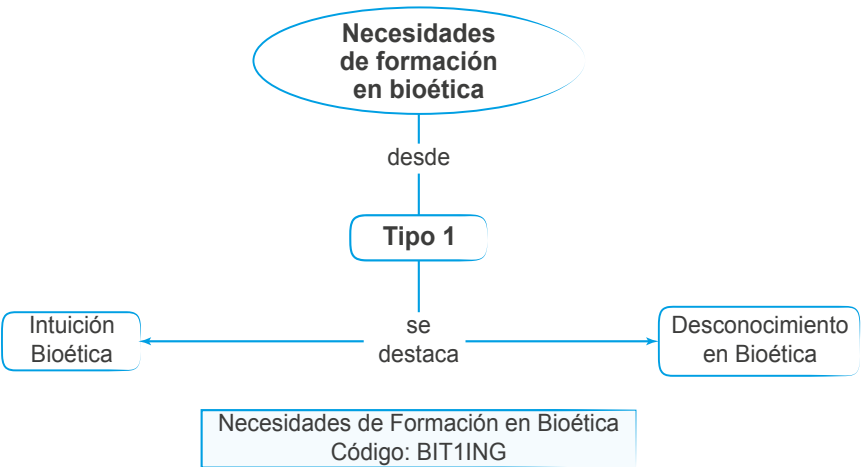 Necesidades
de formación
en bioética
desde
Tipo 1
se
destaca
Intuición
Bioética
Desconocimiento
en Bioética
Necesidades de Formación en Bioética
Código: BIT1ING